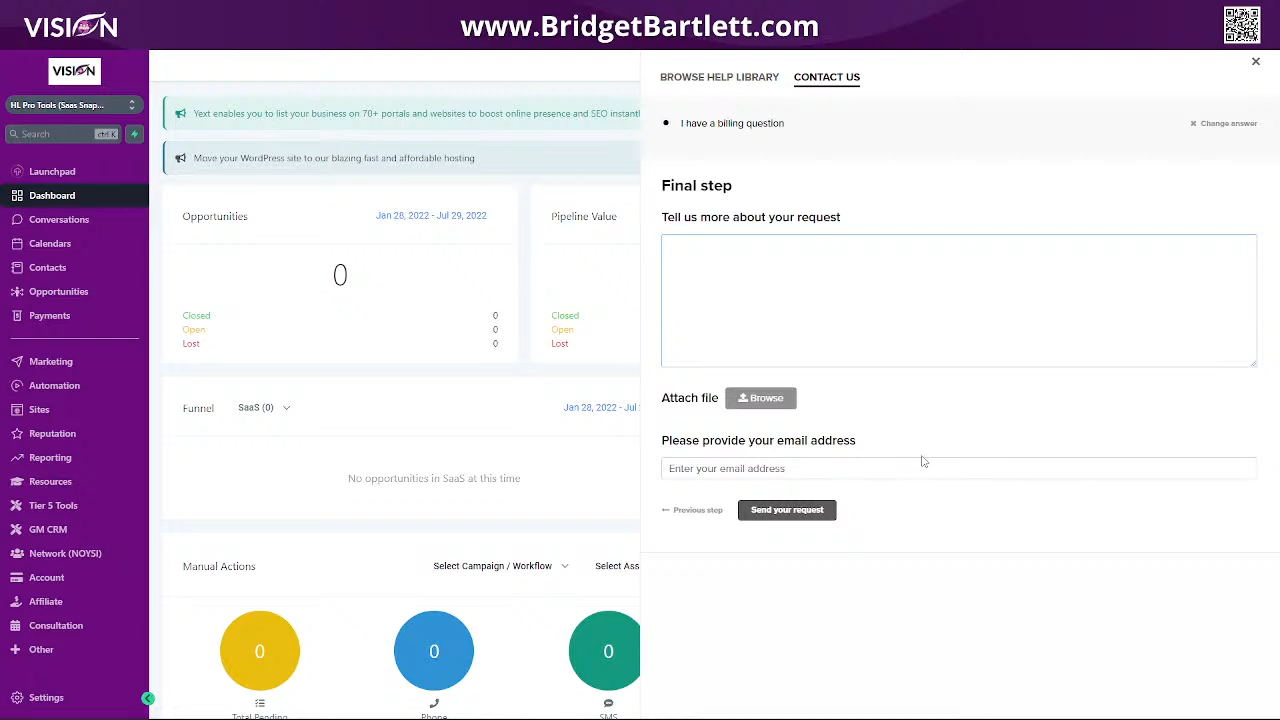 VISION
www.BridgetBartlett.com
VISION
HL Pro Tools (Saas Snap...
Search
ctrl K
Launchpad
Dashboard
Conversations
Calendars
Contacts
Opportunities
Payments
Marketing
Automation
Sites
Reputation
Reporting
Resources
Tier 5 Tools
GM CRM
Network (NOYSI)
Account
Affiliate
Consultation
Other
Settings
Yext enables you to list your business on 70+ portals and websites to boost online presence and SEO instantl
Move your WordPress site to our blazing fast and affordable hosting
Opportunities
Jan 28, 2022 - Jul 29, 2022
0
Closed 0
Open 0
Lost 0
Pipeline Value
Closed
Open
Lost
Funnel
SaaS (0)
Jan 28, 2022 - Jul
No opportunities in SaaS at this time
Manual Actions
Select Campaign / Workflow
Select Ass
0
Total Pending
0
Phone
0
SMS
BROWSE HELP LIBRARY
CONTACT US
I have a billing question
Change answer
Final step
Tell us more about your request
Attach file
Browse
Please provide your email address
Enter your email address
Previous step
Send your request